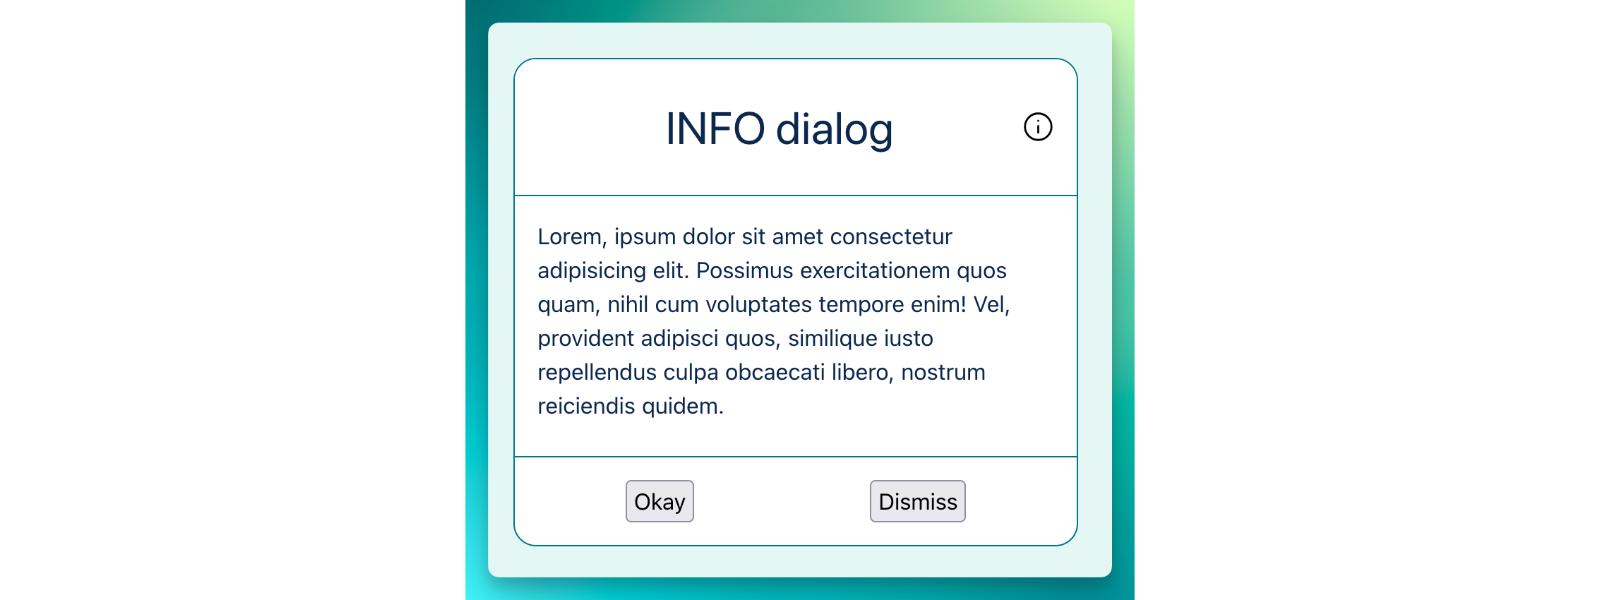 INFO dialog
Lorem, ipsum dolor sit amet consectetur
adipisicing elit. Possimus exercitationem quos
quam, nihil cum voluptates tempore enim! Vel,
provident adipisci quos, similique iusto
repellendus culpa obcaecati libero, nostrum
reiciendis quidem.
Okay
Dismiss